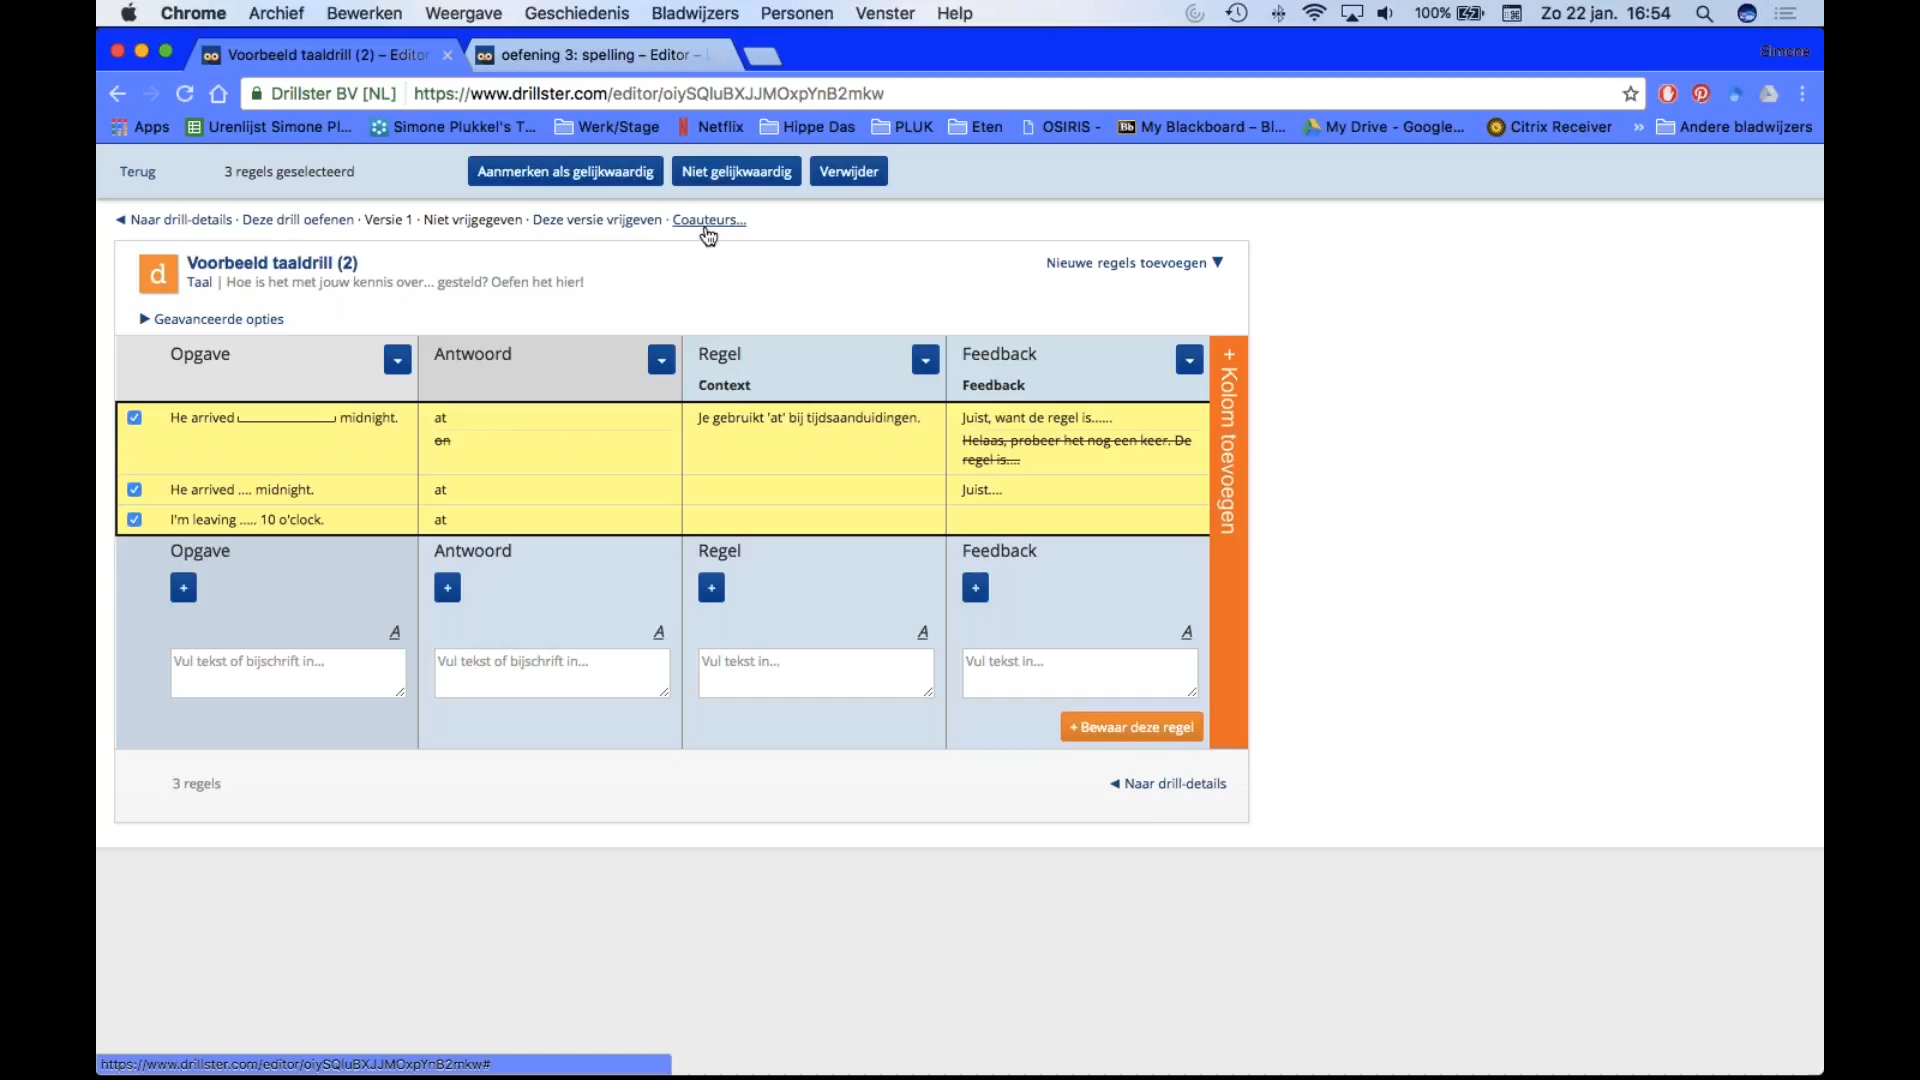 Chrome Archief Bewerken Weergave Geschiedenis Bladwijzers Personen Venster Help 100% Zo 22 jan. 16:54
Voorbeeld taaldrill (2) – Editor oefening 3: spelling – Editor – Simone
Drillster BV [NL] https://www.drillster.com/editor/oiySQIuBXJJMOxpYnB2mkw
Apps Urenlijst Simone Pl... Simone Plukkel's T... Werk/Stage Netflix Hippe Das PLUK Eten OSIRIS - Bb My Blackboard – Bl... My Drive - Google... Citrix Receiver » Andere bladwijzers
Terug 3 regels geselecteerd Aanmerken als gelijkwaardig Niet gelijkwaardig Verwijder
◀ Naar drill-details · Deze drill oefenen · Versie 1 · Niet vrijgegeven · Deze versie vrijgeven · Coauteurs...
d Voorbeeld taaldrill (2) Nieuwe regels toevoegen ▼
Taal | Hoe is het met jouw kennis over... gesteld? Oefen het hier!
▶ Geavanceerde opties
Opgave Antwoord Regel Feedback
Context Feedback
He arrived ______ midnight. at Je gebruikt 'at' bij tijdsaanduidingen. Juist, want de regel is......
on Helaas, probeer het nog een keer. De
regel is....
He arrived .... midnight. at Juist....
I'm leaving ..... 10 o'clock. at
+ Kolom toevoegen
Opgave Antwoord Regel Feedback
+ + + +
A A A A
Vul tekst of bijschrift in... Vul tekst of bijschrift in... Vul tekst in... Vul tekst in...
+ Bewaar deze regel
3 regels ◀ Naar drill-details
https://www.drillster.com/editor/oiySQIuBXJJMOxpYnB2mkw#